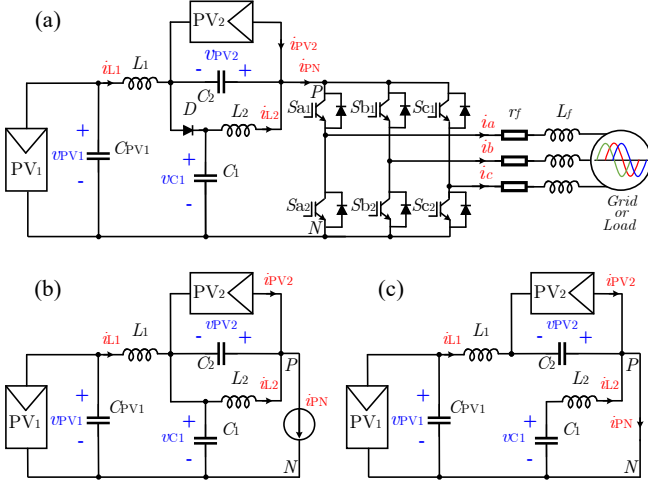 (a)
PV2
iPV2
vPV2
- +
iPN
iL1
L1
C2
P
D
L2
iL2
Sa1
Sb1
Sc1
ia
rf
Lf
ib
ic
+
vPV1
-
CPV1
PV1
+
vC1
-
C1
Sa2
Sb2
Sc2
N
Grid
or
Load
(b)
PV2
iPV2
vPV2
- +
iL1
L1
C2
P
L2
iL2
iPN
+
vPV1
-
CPV1
PV1
+
vC1
-
C1
N
(c)
PV2
iPV2
vPV2
- +
iL1
L1
C2
P
L2
iL2
iPN
+
vPV1
-
CPV1
PV1
+
vC1
-
C1
N